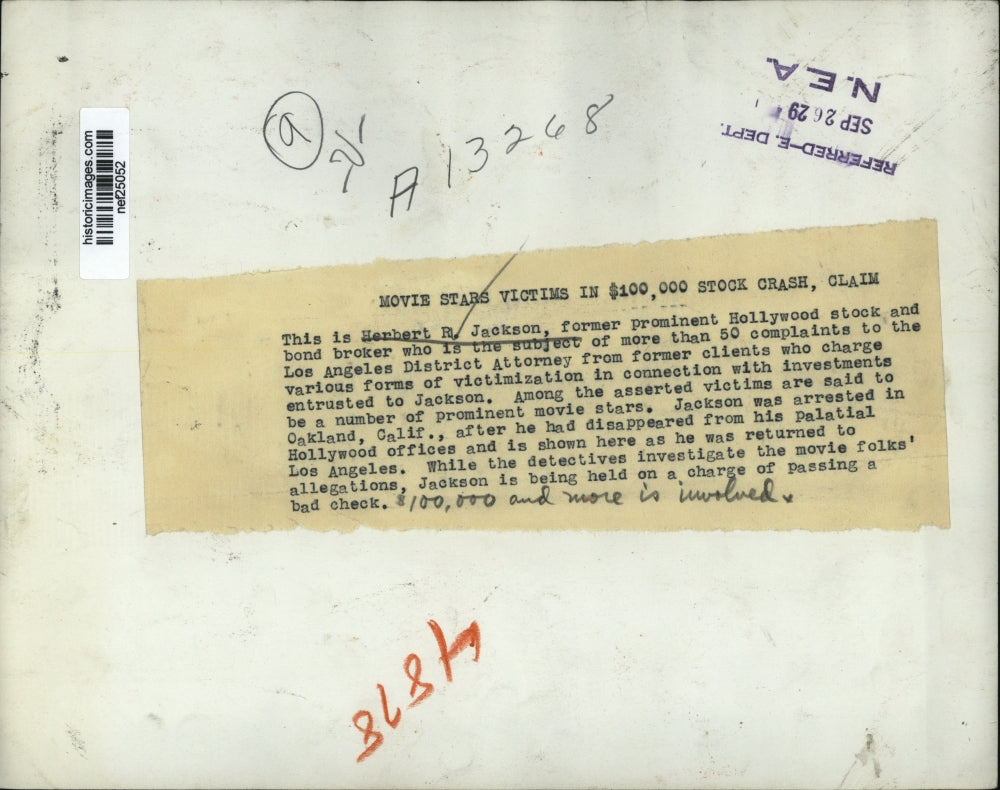 N.E.A.
SEP 26 29
REFERRED-E. DEPT.
historicimages.com
nef25052
a
A 13268
MOVIE STARS VICTIMS IN $100,000 STOCK CRASH, CLAIM
This is Herbert R. Jackson, former prominent Hollywood stock and
bond broker who is the subject of more than 50 complaints to the
Los Angeles District Attorney from former clients who charge
various forms of victimization in connection with investments
entrusted to Jackson. Among the asserted victims are said to
be a number of prominent movie stars. Jackson was arrested in
Oakland, Calif., after he had disappeared from his palatial
Hollywood offices and is shown here as he was returned to
Los Angeles. While the detectives investigate the movie folks'
allegations, Jackson is being held on a charge of passing a
bad check. $100,000 and more is involved.